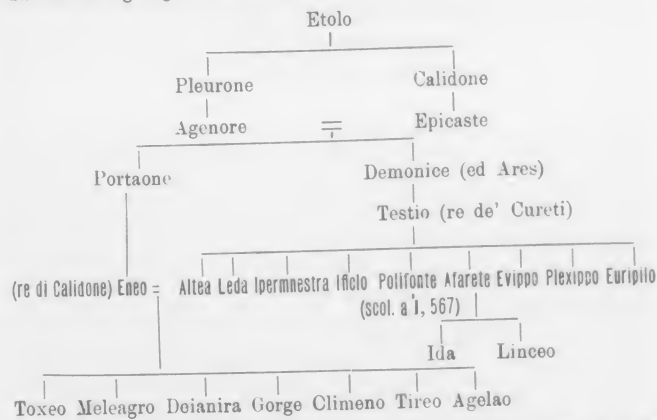 Etolo
Pleurone Calidone
Agenore = Epicaste
Portaone Demonice (ed Ares)
Testio (re de' Cureti)
(re di Calidone) Eneo = Altea Leda Ipermnestra Ificlo Polifonte Afarete Evippo Plexippo Euripilo
(scol. a I, 567)
Ida Linceo
Toxeo Meleagro Deianira Gorge Climeno Tireo Agelao